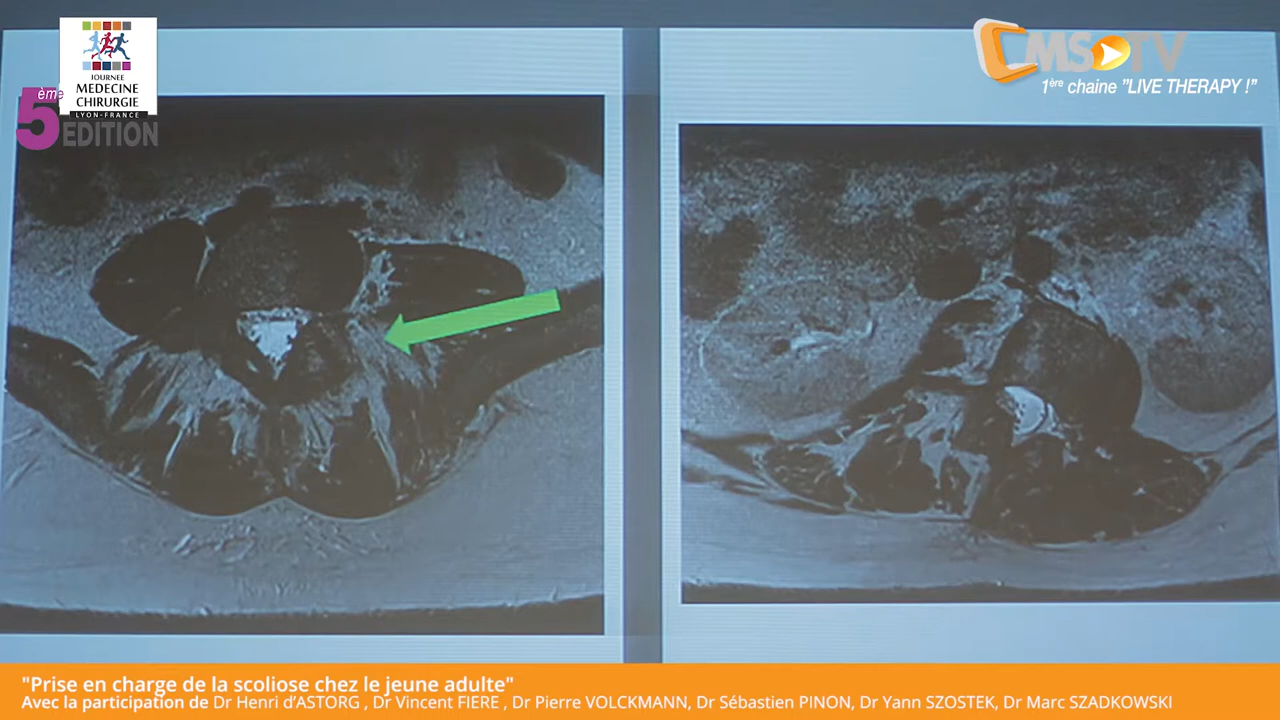 JOURNEE
MEDECINE
CHIRURGIE
LYON-FRANCE
5ème EDITION
CMS TV
1ère chaine "LIVE THERAPY !"
"Prise en charge de la scoliose chez le jeune adulte"
Avec la participation de Dr Henri d'ASTORG , Dr Vincent FIERE , Dr Pierre VOLCKMANN, Dr Sébastien PINON, Dr Yann SZOSTEK, Dr Marc SZADKOWSKI